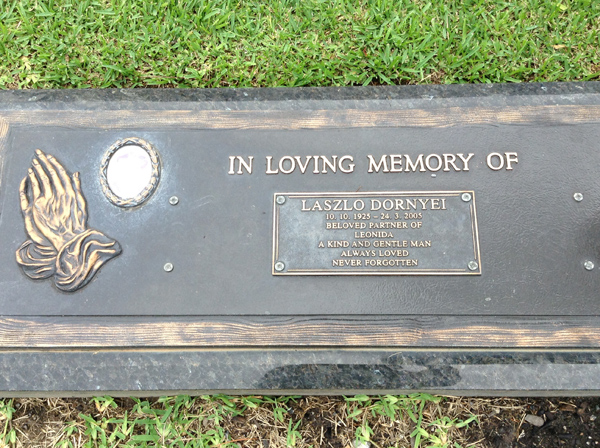 IN LOVING MEMORY OF
LASZLO DORNYEI
10. 10. 1925 – 24. 3. 2005
BELOVED PARTNER OF
LEONIDA
A KIND AND GENTLE MAN
ALWAYS LOVED
NEVER FORGOTTEN